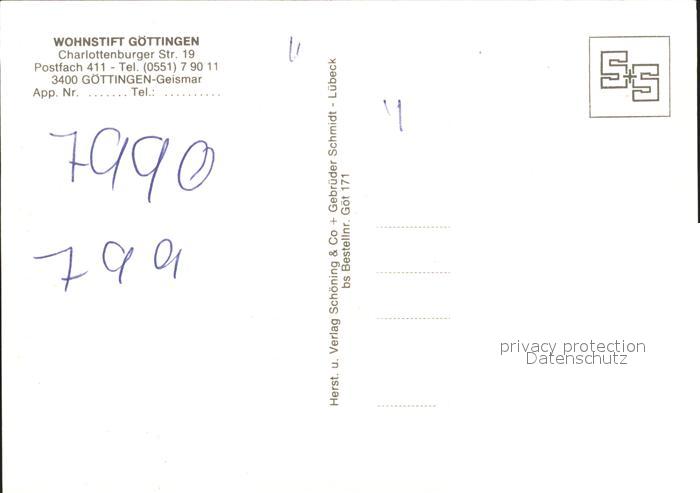 WOHNSTIFT GÖTTINGEN
Charlottenburger Str. 19
Postfach 411 - Tel. (0551) 7 90 11
3400 GÖTTINGEN-Geismar
App. Nr. ....... Tel.: ..........
7990
799
Herst. u. Verlag Schöning & Co + Gebrüder Schmidt - Lübeck
bs Bestellnr. Göt 171
S+S
privacy protection
Datenschutz